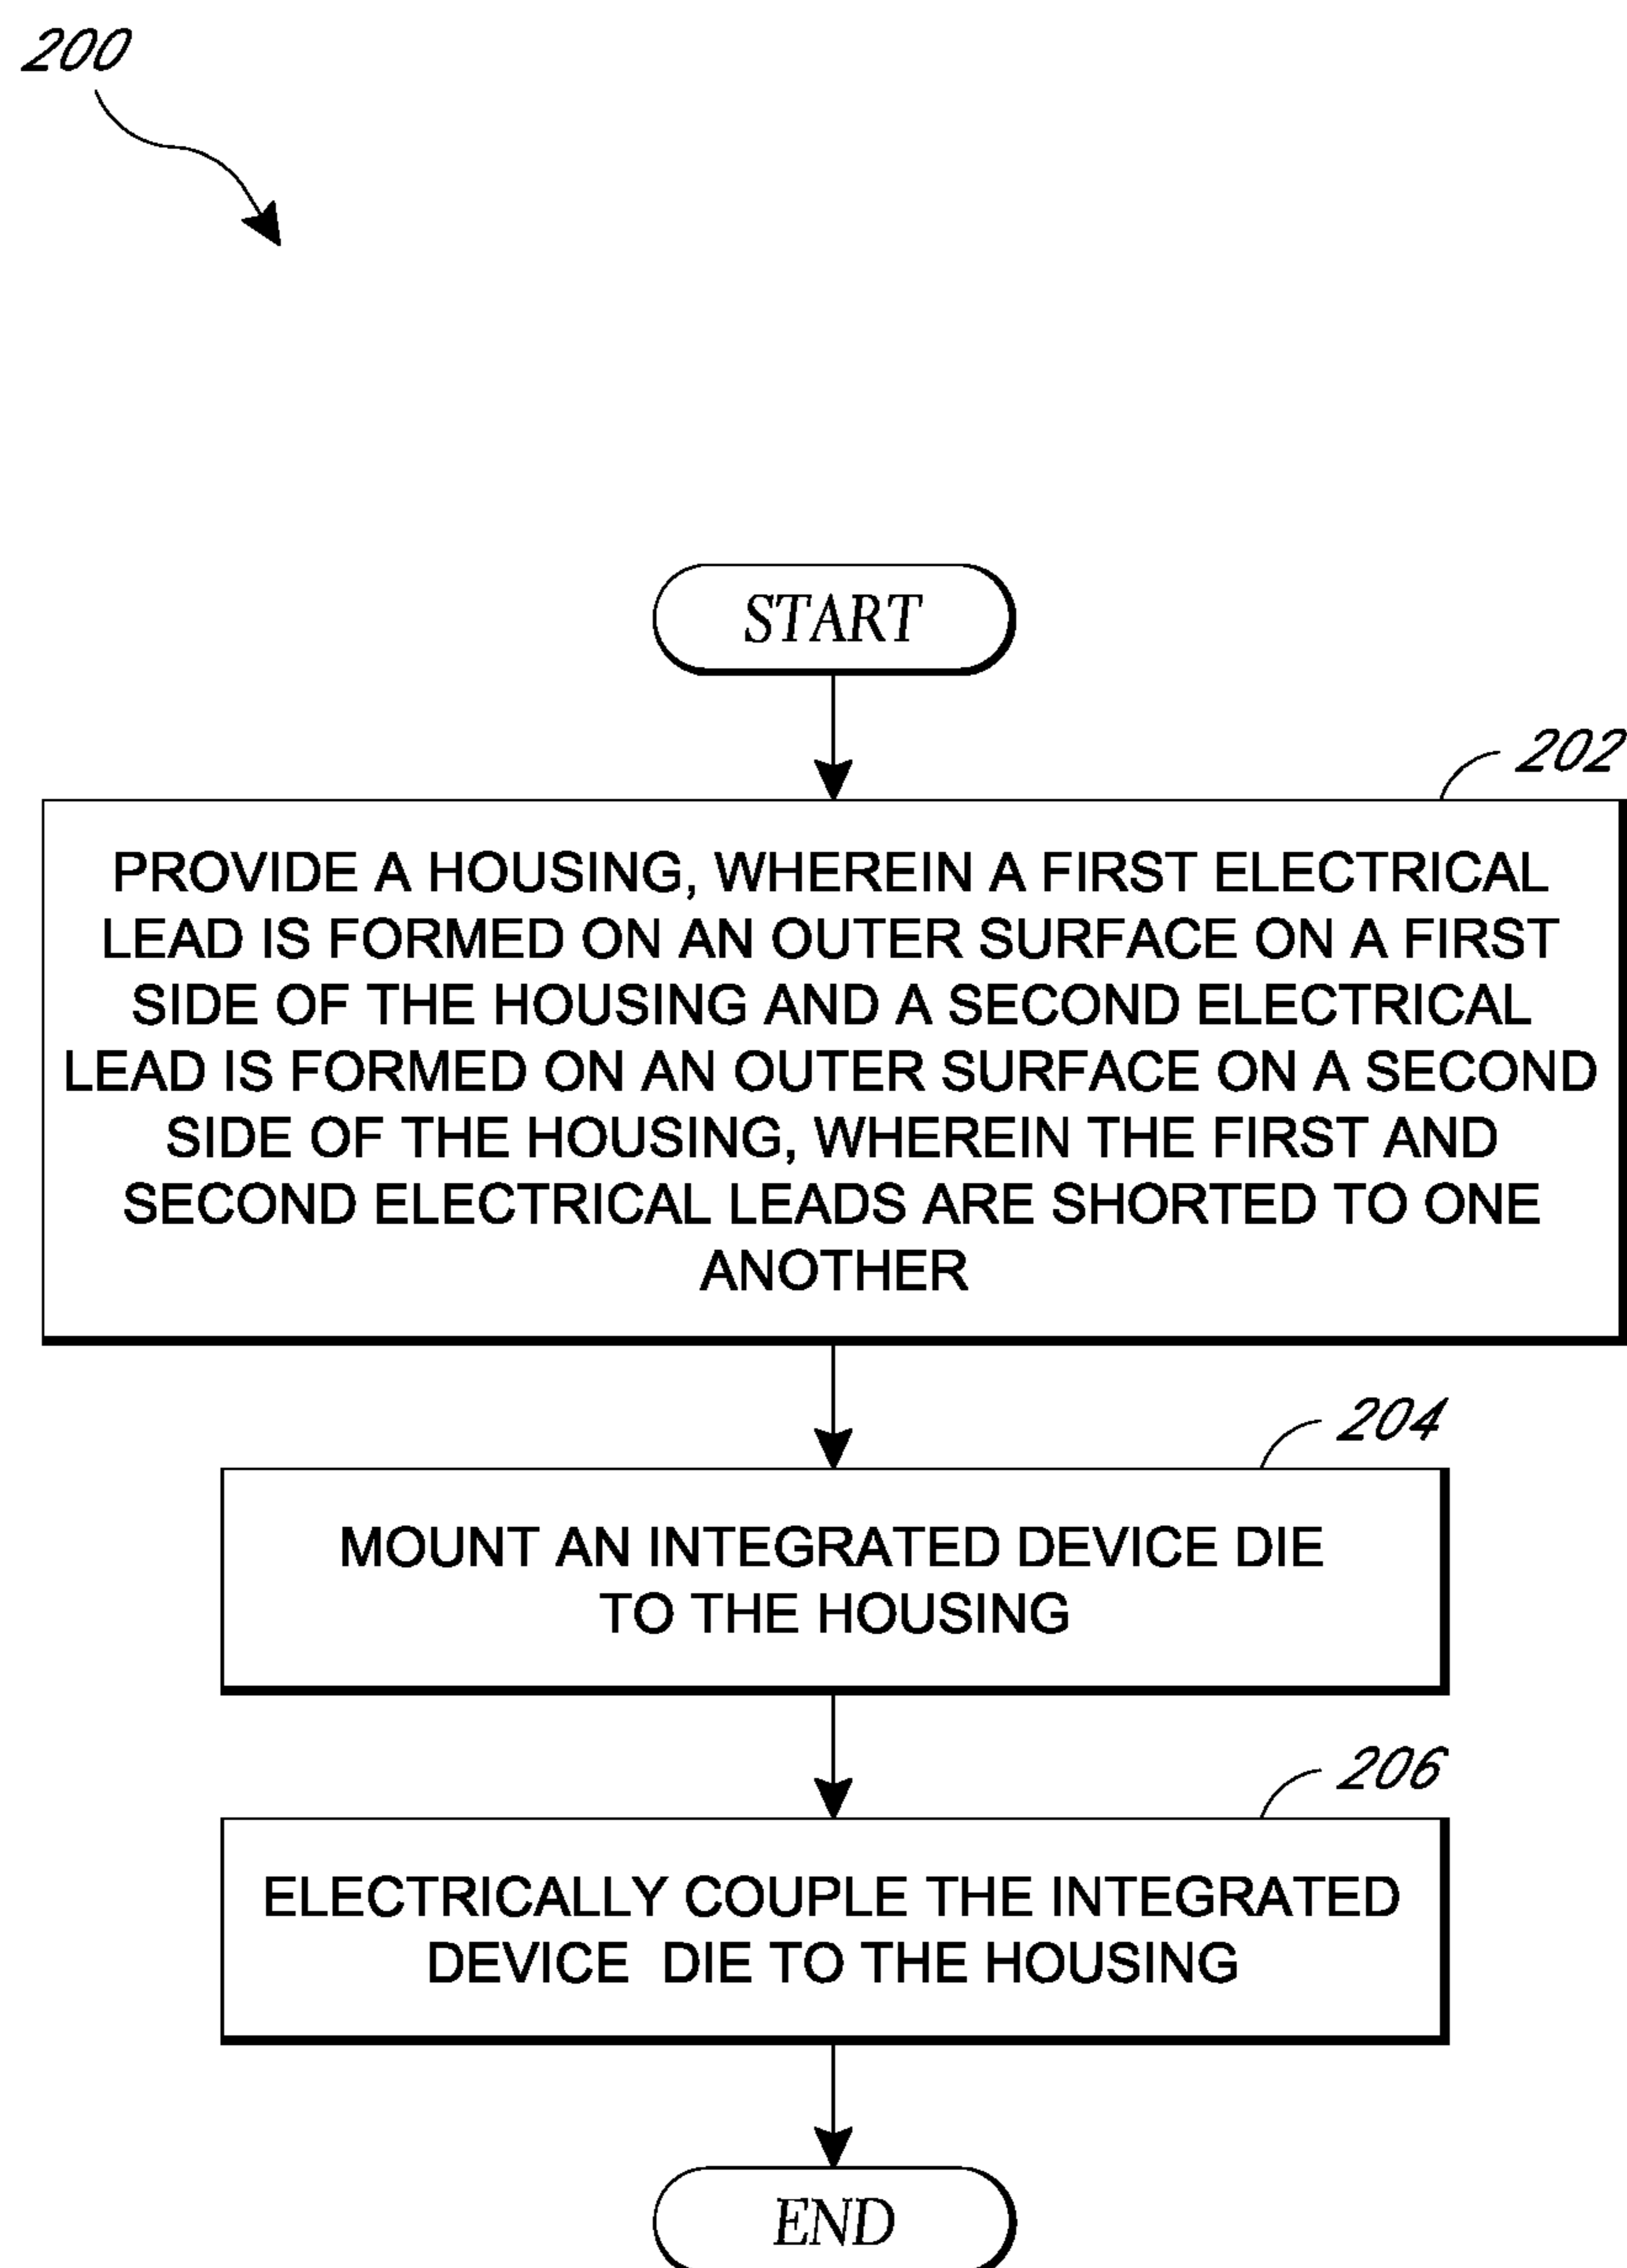 200
START
202
PROVIDE A HOUSING, WHEREIN A FIRST ELECTRICAL
LEAD IS FORMED ON AN OUTER SURFACE ON A FIRST
SIDE OF THE HOUSING AND A SECOND ELECTRICAL
LEAD IS FORMED ON AN OUTER SURFACE ON A SECOND
SIDE OF THE HOUSING, WHEREIN THE FIRST AND
SECOND ELECTRICAL LEADS ARE SHORTED TO ONE
ANOTHER
204
MOUNT AN INTEGRATED DEVICE DIE
TO THE HOUSING
206
ELECTRICALLY COUPLE THE INTEGRATED
DEVICE  DIE TO THE HOUSING
END